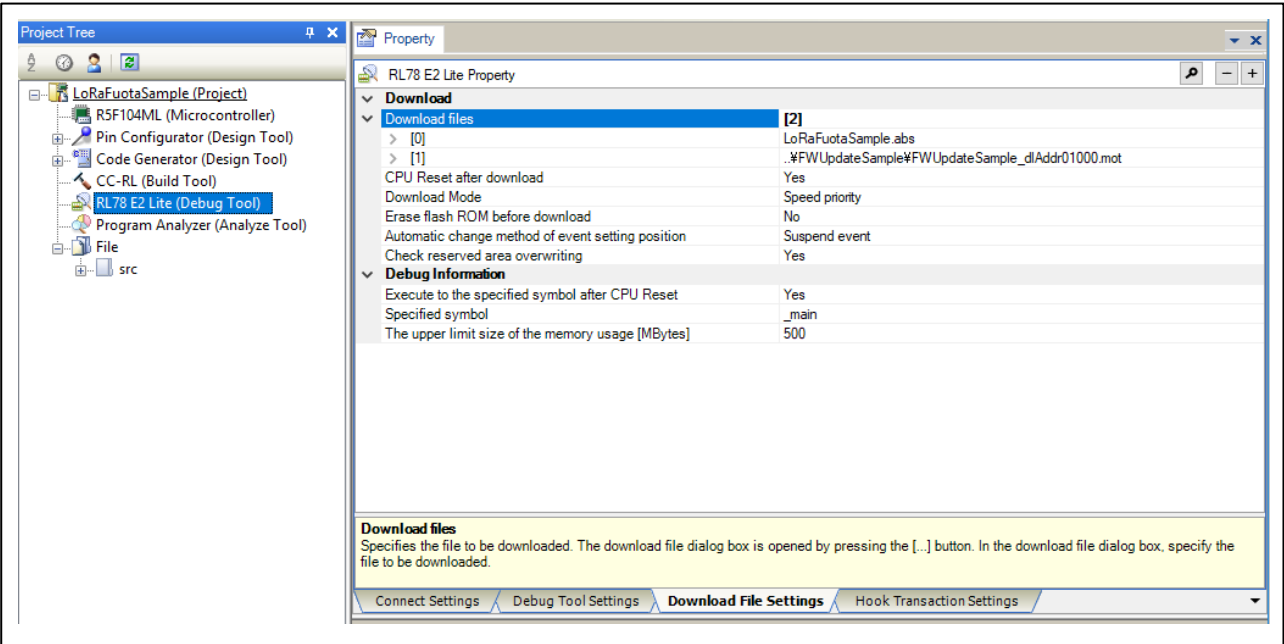 Project Tree
LoRaFuotaSample (Project)
R5F104ML (Microcontroller)
Pin Configurator (Design Tool)
Code Generator (Design Tool)
CC-RL (Build Tool)
RL78 E2 Lite (Debug Tool)
Program Analyzer (Analyze Tool)
File
src
Property
RL78 E2 Lite Property
Download
Download files [2]
[0] LoRaFuotaSample.abs
[1] ..¥FWUpdateSample¥FWUpdateSample_dlAddr01000.mot
CPU Reset after download Yes
Download Mode Speed priority
Erase flash ROM before download No
Automatic change method of event setting position Suspend event
Check reserved area overwriting Yes
Debug Information
Execute to the specified symbol after CPU Reset Yes
Specified symbol _main
The upper limit size of the memory usage [MBytes] 500
Download files
Specifies the file to be downloaded. The download file dialog box is opened by pressing the [...] button. In the download file dialog box, specify the
file to be downloaded.
Connect Settings Debug Tool Settings Download File Settings Hook Transaction Settings